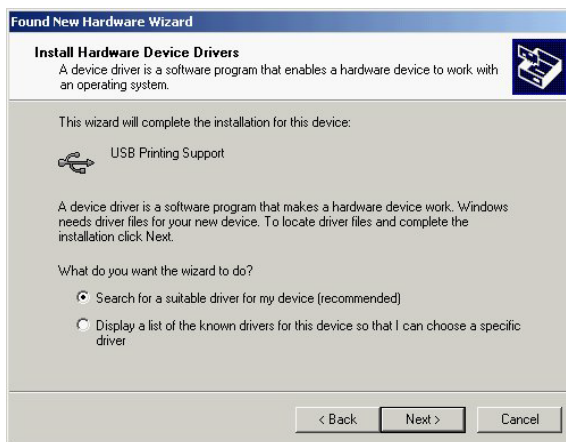 Found New Hardware Wizard
Install Hardware Device Drivers
A device driver is a software program that enables a hardware device to work with
an operating system.
This wizard will complete the installation for this device:
USB Printing Support
A device driver is a software program that makes a hardware device work. Windows
needs driver files for your new device. To locate driver files and complete the
installation click Next.
What do you want the wizard to do?
Search for a suitable driver for my device (recommended)
Display a list of the known drivers for this device so that I can choose a specific
driver
< Back
Next >
Cancel